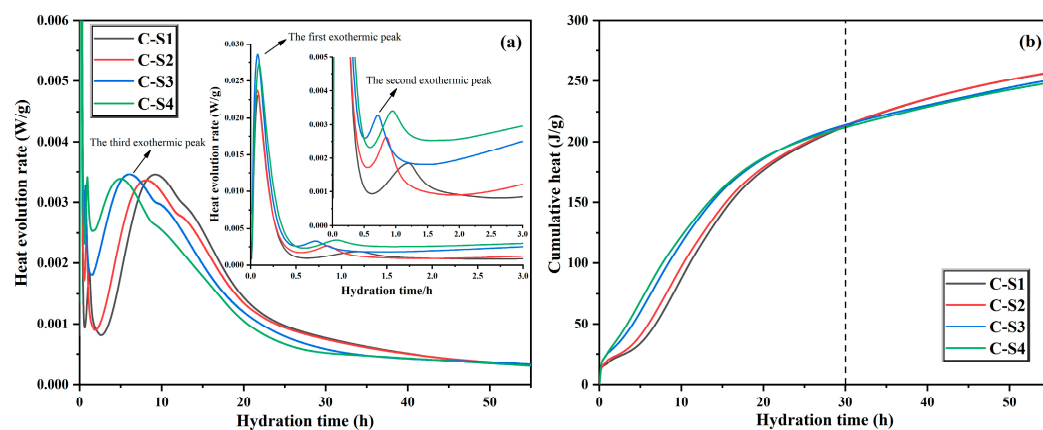 (a)
C-S1
C-S2
C-S3
C-S4
The third exothermic peak
Heat evolution rate (W/g)
0.006
0.005
0.004
0.003
0.002
0.001
0.000
0 10 20 30 40 50
Hydration time (h)
The first exothermic peak
Heat evolution rate (W/g)
0.030
0.025
0.020
0.015
0.010
0.005
0.000
0.0 0.5 1.0 1.5 2.0 2.5 3.0
Hydration time/h
The second exothermic peak
0.005
0.004
0.003
0.002
0.001
0.000
0.0 0.5 1.0 1.5 2.0 2.5 3.0
(b)
Cumulative heat (J/g)
300
250
200
150
100
50
0
0 10 20 30 40 50
Hydration time (h)
C-S1
C-S2
C-S3
C-S4